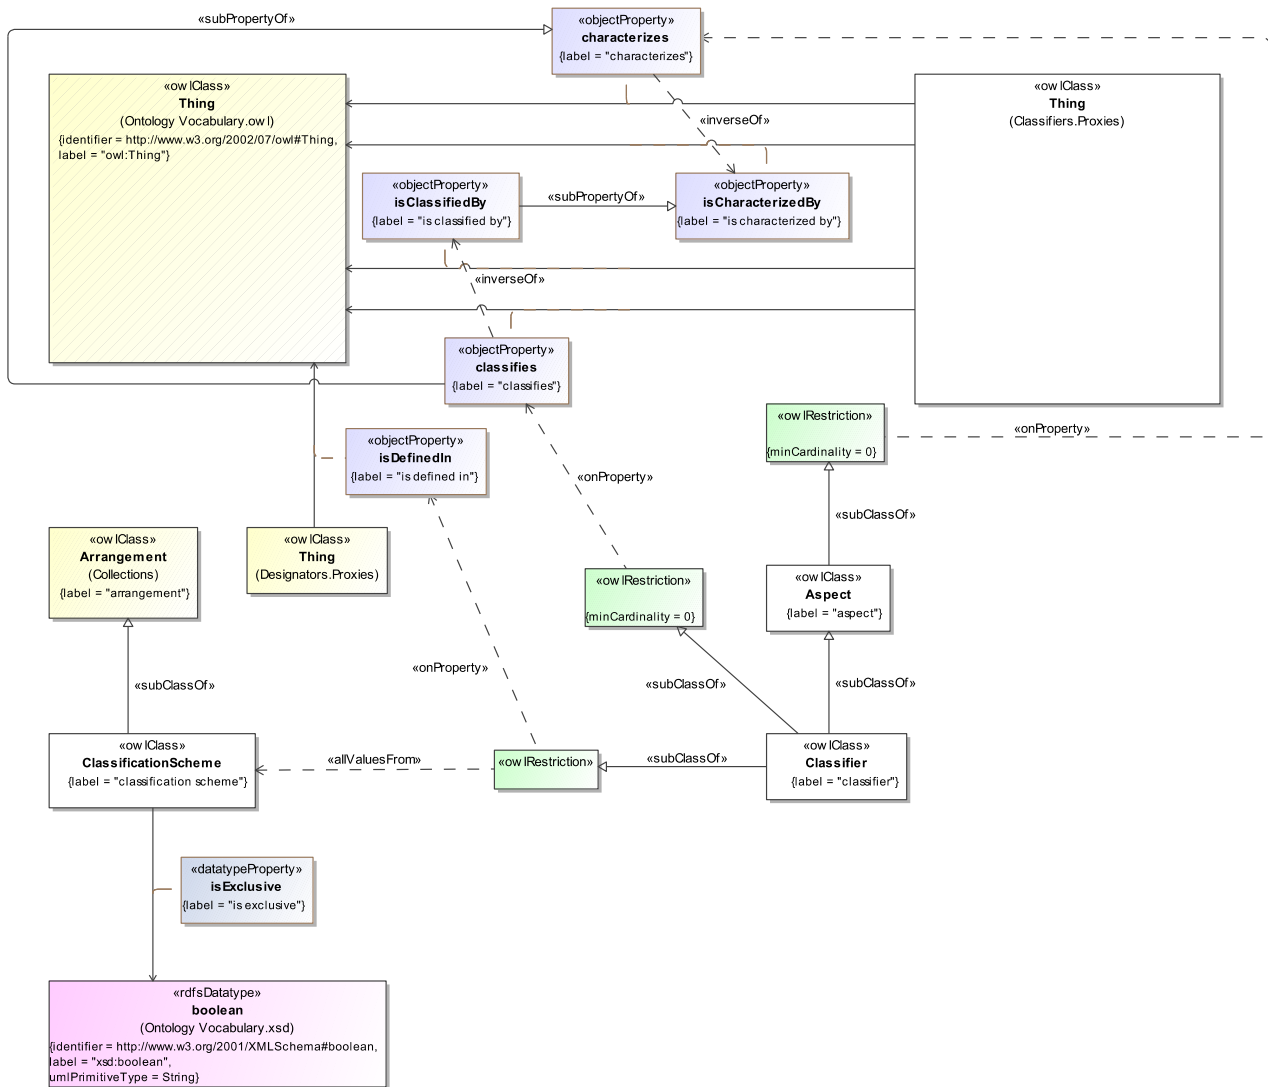 «subPropertyOf»
«objectProperty»
characterizes
{label = "characterizes"}
«owlClass»
Thing
(Ontology Vocabulary.owl)
{identifier = http://www.w3.org/2002/07/owl#Thing,
label = "owl:Thing"}
«owlClass»
Thing
(Classifiers.Proxies)
«inverseOf»
«objectProperty»
isClassifiedBy
{label = "is classified by"}
«subPropertyOf»
«objectProperty»
isCharacterizedBy
{label = "is characterized by"}
«inverseOf»
«objectProperty»
classifies
{label = "classifies"}
«owlRestriction»
{minCardinality = 0}
«onProperty»
«objectProperty»
isDefinedIn
{label = "is defined in"}
«onProperty»
«subClassOf»
«owlClass»
Arrangement
(Collections)
{label = "arrangement"}
«owlClass»
Thing
(Designators.Proxies)
«owlRestriction»
{minCardinality = 0}
«owlClass»
Aspect
{label = "aspect"}
«onProperty»
«subClassOf»
«subClassOf»
«subClassOf»
«owlClass»
ClassificationScheme
{label = "classification scheme"}
«allValuesFrom»
«owlRestriction»
«subClassOf»
«owlClass»
Classifier
{label = "classifier"}
«datatypeProperty»
isExclusive
{label = "is exclusive"}
«rdfsDatatype»
boolean
(Ontology Vocabulary.xsd)
{identifier = http://www.w3.org/2001/XMLSchema#boolean,
label = "xsd:boolean",
umlPrimitiveType = String}